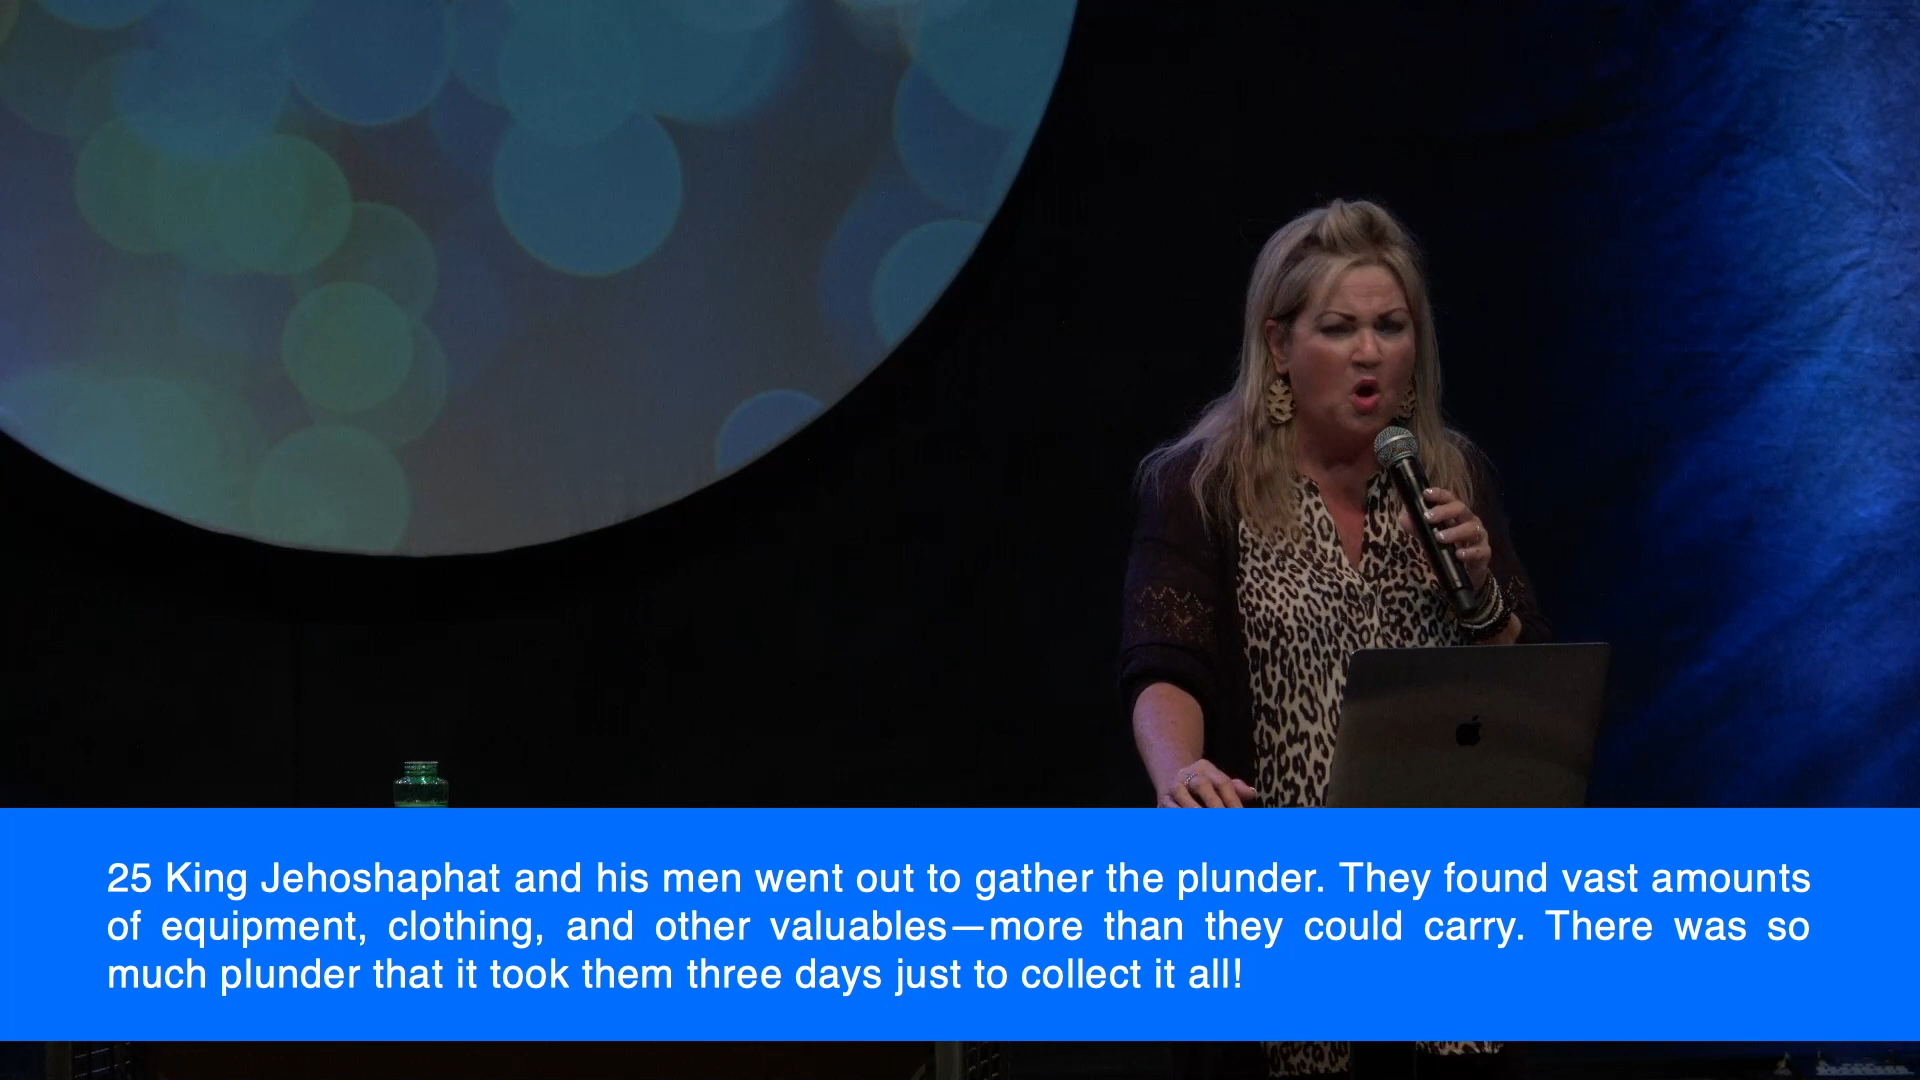 25 King Jehoshaphat and his men went out to gather the plunder. They found vast amounts
of equipment, clothing, and other valuables—more than they could carry. There was so
much plunder that it took them three days just to collect it all!